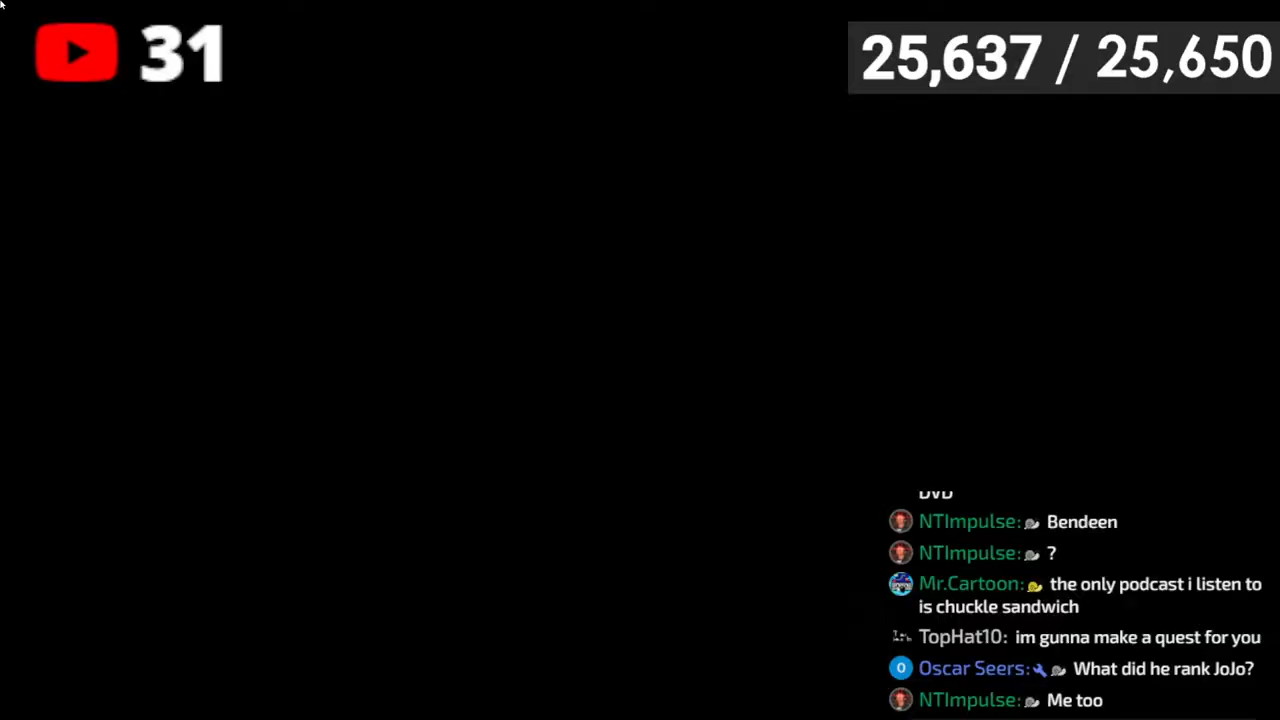 31
25,637 / 25,650
DVD
NTImpulse: Bendeen
NTImpulse: ?
Mr.Cartoon: the only podcast i listen to
is chuckle sandwich
TopHat10: im gunna make a quest for you
O Oscar Seers: What did he rank JoJo?
NTImpulse: Me too